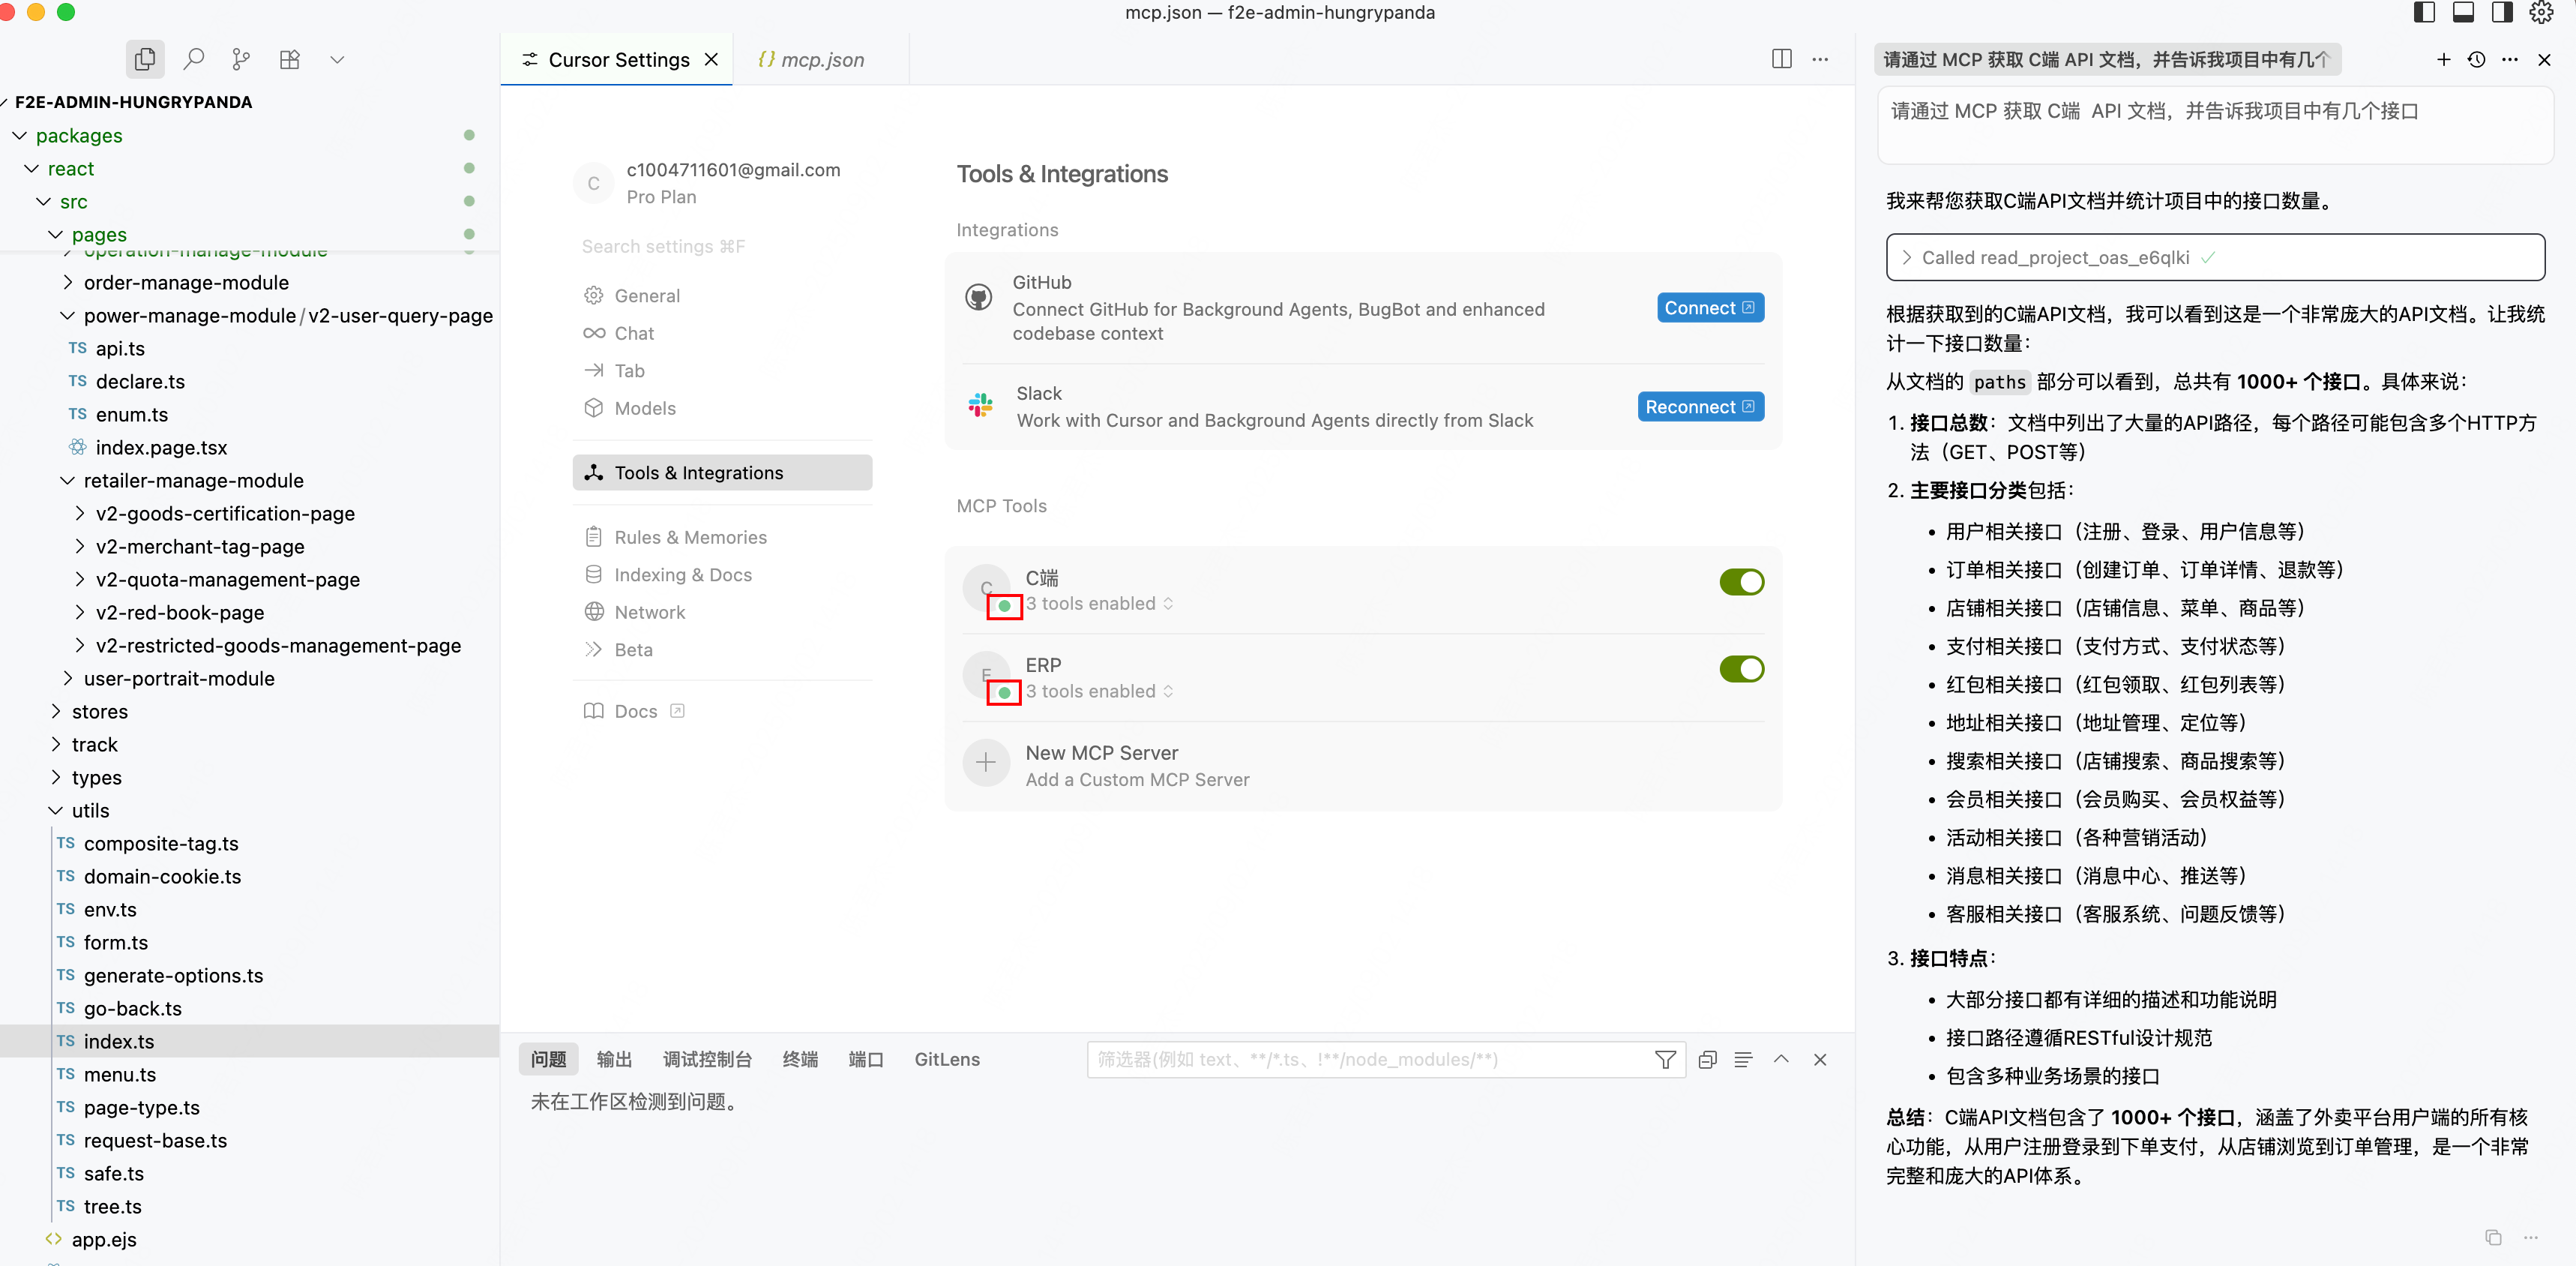 mcp.json — f2e-admin-hungrypanda
F2E-ADMIN-HUNGRYPANDA
packages
react
src
pages
operation-manage-module
order-manage-module
power-manage-module/v2-user-query-page
TS api.ts
TS declare.ts
TS enum.ts
index.page.tsx
retailer-manage-module
v2-goods-certification-page
v2-merchant-tag-page
v2-quota-management-page
v2-red-book-page
v2-restricted-goods-management-page
user-portrait-module
stores
track
types
utils
TS composite-tag.ts
TS domain-cookie.ts
TS env.ts
TS form.ts
TS generate-options.ts
TS go-back.ts
TS index.ts
TS menu.ts
TS page-type.ts
TS request-base.ts
TS safe.ts
TS tree.ts
<> app.ejs
Cursor Settings
{} mcp.json
C
c1004711601@gmail.com
Pro Plan
Search settings ⌘F
General
Chat
Tab
Models
Tools & Integrations
Rules & Memories
Indexing & Docs
Network
Beta
Docs
Tools & Integrations
Integrations
GitHub
Connect GitHub for Background Agents, BugBot and enhanced
codebase context
Connect
Slack
Work with Cursor and Background Agents directly from Slack
Reconnect
MCP Tools
C
C端
3 tools enabled
E
ERP
3 tools enabled
New MCP Server
Add a Custom MCP Server
问题 输出 调试控制台 终端 端口 GitLens
筛选器(例如 text、**/*.ts、!**/node_modules/**)
未在工作区检测到问题。
请通过 MCP 获取 C端 API 文档，并告诉我项目中有几个
请通过 MCP 获取 C端 API 文档，并告诉我项目中有几个接口
我来帮您获取C端API文档并统计项目中的接口数量。
Called read_project_oas_e6qlki
根据获取到的C端API文档，我可以看到这是一个非常庞大的API文档。让我统
计一下接口数量：
从文档的 paths 部分可以看到，总共有 1000+ 个接口。具体来说：
1. 接口总数：文档中列出了大量的API路径，每个路径可能包含多个HTTP方
法（GET、POST等）
2. 主要接口分类包括：
• 用户相关接口（注册、登录、用户信息等）
• 订单相关接口（创建订单、订单详情、退款等）
• 店铺相关接口（店铺信息、菜单、商品等）
• 支付相关接口（支付方式、支付状态等）
• 红包相关接口（红包领取、红包列表等）
• 地址相关接口（地址管理、定位等）
• 搜索相关接口（店铺搜索、商品搜索等）
• 会员相关接口（会员购买、会员权益等）
• 活动相关接口（各种营销活动）
• 消息相关接口（消息中心、推送等）
• 客服相关接口（客服系统、问题反馈等）
3. 接口特点：
• 大部分接口都有详细的描述和功能说明
• 接口路径遵循RESTful设计规范
• 包含多种业务场景的接口
总结：C端API文档包含了 1000+ 个接口，涵盖了外卖平台用户端的所有核
心功能，从用户注册登录到下单支付，从店铺浏览到订单管理，是一个非常
完整和庞大的API体系。